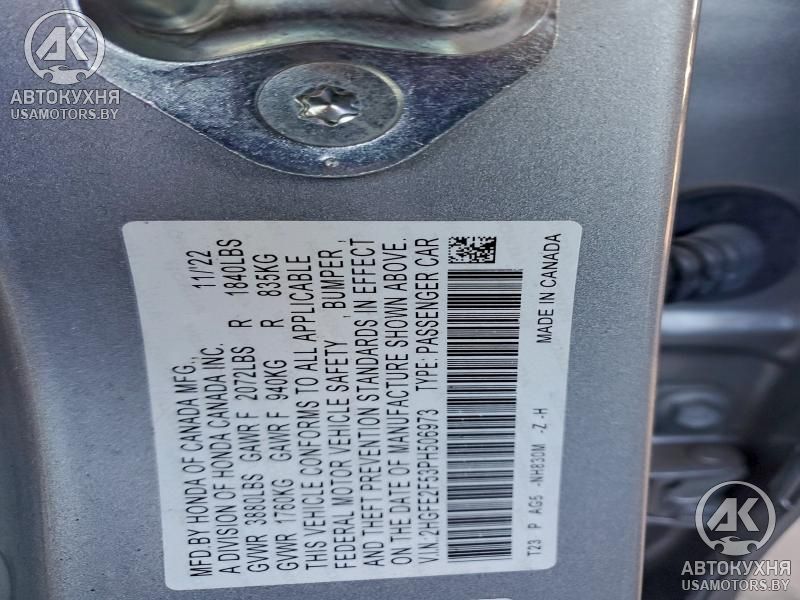 AK
АВТОКУХНЯ
USAMOTORS.BY
MFD. BY HONDA OF CANADA MFG., 11/'22
A DIVISION OF HONDA CANADA INC.
GVWR 3880LBS GAWR F 2072LBS R 1840LBS
GVWR 1760KG GAWR F 940KG R 835KG
THIS VEHICLE CONFORMS TO ALL APPLICABLE
FEDERAL MOTOR VEHICLE SAFETY , BUMPER ,
AND THEFT PREVENTION STANDARDS IN EFFECT
ON THE DATE OF MANUFACTURE SHOWN ABOVE.
V.I.N. 2HGFE2F55PH506973 TYPE: PASSENGER CAR
T23 P AG5 -NH830M -Z -H MADE IN CANADA
AK
АВТОКУХНЯ
USAMOTORS.BY